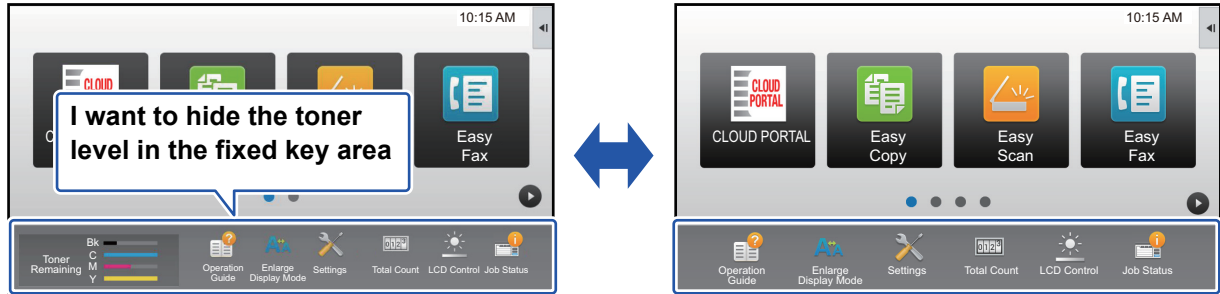 10:15 AM
CLOUD
C
I want to hide the toner
level in the fixed key area
Easy
Fax
Toner
Remaining
Bk
C
M
Y
Operation
Guide
Enlarge
Display Mode
Settings
Total Count
LCD Control
Job Status
10:15 AM
CLOUD
PORTAL
CLOUD PORTAL
Easy
Copy
Easy
Scan
Easy
Fax
Operation
Guide
Enlarge
Display Mode
Settings
Total Count
LCD Control
Job Status